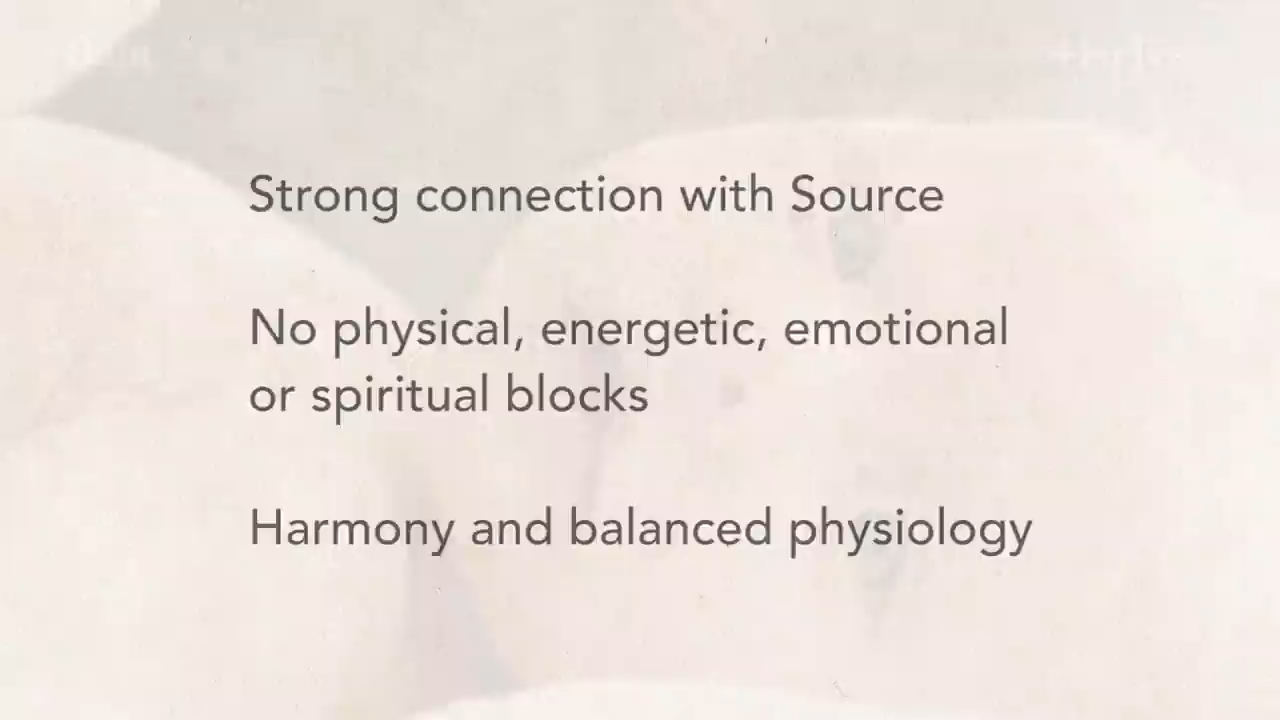 Strong connection with Source
No physical, energetic, emotional
or spiritual blocks
Harmony and balanced physiology